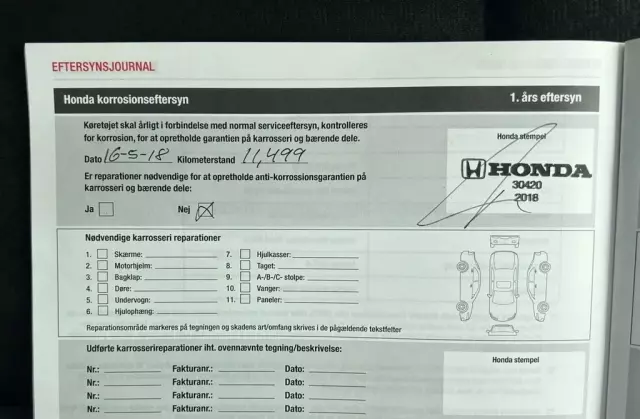 EFTERSYNSJOURNAL
Honda korrosionseftersyn 1. års eftersyn
Køretøjet skal årligt i forbindelse med normal serviceeftersyn, kontrolleres
for korrosion, for at opretholde garantien på karrosseri og bærende dele.
Honda stempel
Dato 16-5-18 Kilometerstand 11,499
HONDA
30420
2018
Er reparationer nødvendige for at opretholde anti-korrossionsgarantien på
karrosseri og bærende dele:
Ja Nej
Nødvendige karrosseri reparationer
1. Skærme: 7. Hjulkasser:
2. Motorhjelm: 8. Taget:
3. Bagklap: 9. A-/B-/C- stolpe:
4. Døre: 10. Vanger:
5. Undervogn: 11. Paneler:
6. Hjulophæng:
Reparationsområde markeres på tegningen og skadens art/omfang skrives i de pågældende tekstfelter
Udførte karrosserireparationer iht. ovennævnte tegning/beskrivelse:
Honda stempel
Nr.: Fakturanr.: Dato:
Nr.: Fakturanr.: Dato:
Nr.: Fakturanr.: Dato:
Nr.: Fakturanr.: Dato: